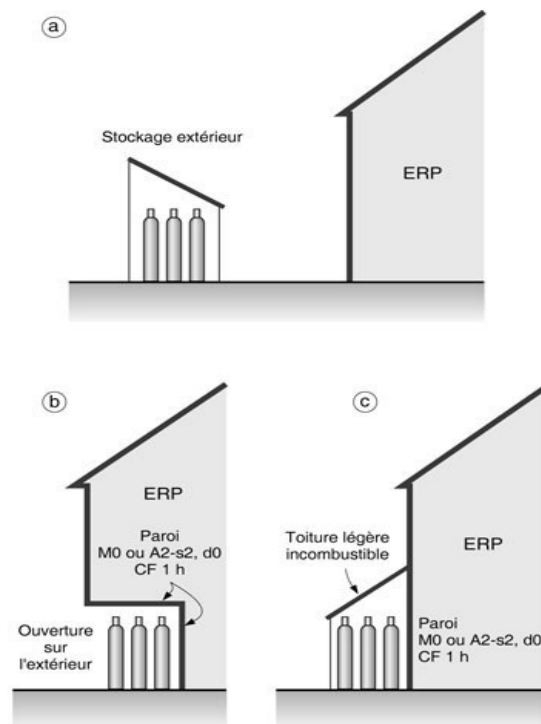 a
Stockage extérieur
ERP
b
ERP
Paroi
M0 ou A2-s2, d0
CF 1 h
Ouverture
sur
l'extérieur
c
ERP
Toiture légère
incombustible
Paroi
M0 ou A2-s2, d0
CF 1 h